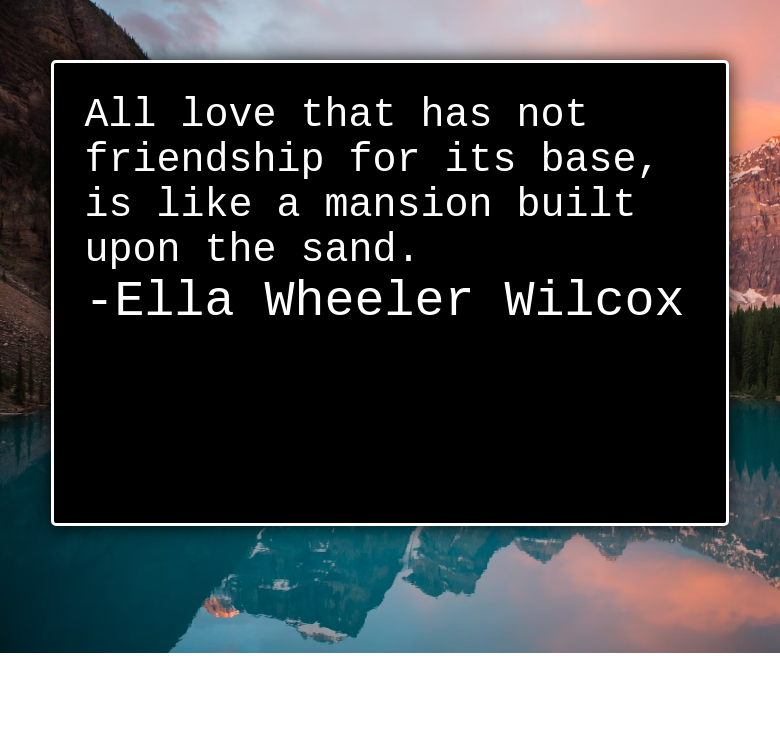 All love that has not
friendship for its base,
is like a mansion built
upon the sand.
-Ella Wheeler Wilcox